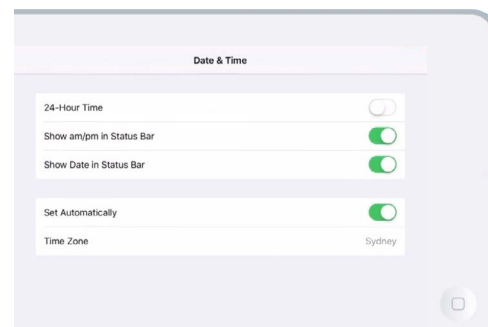 Date & Time
24-Hour Time
Show am/pm in Status Bar
Show Date in Status Bar
Set Automatically
Time Zone Sydney